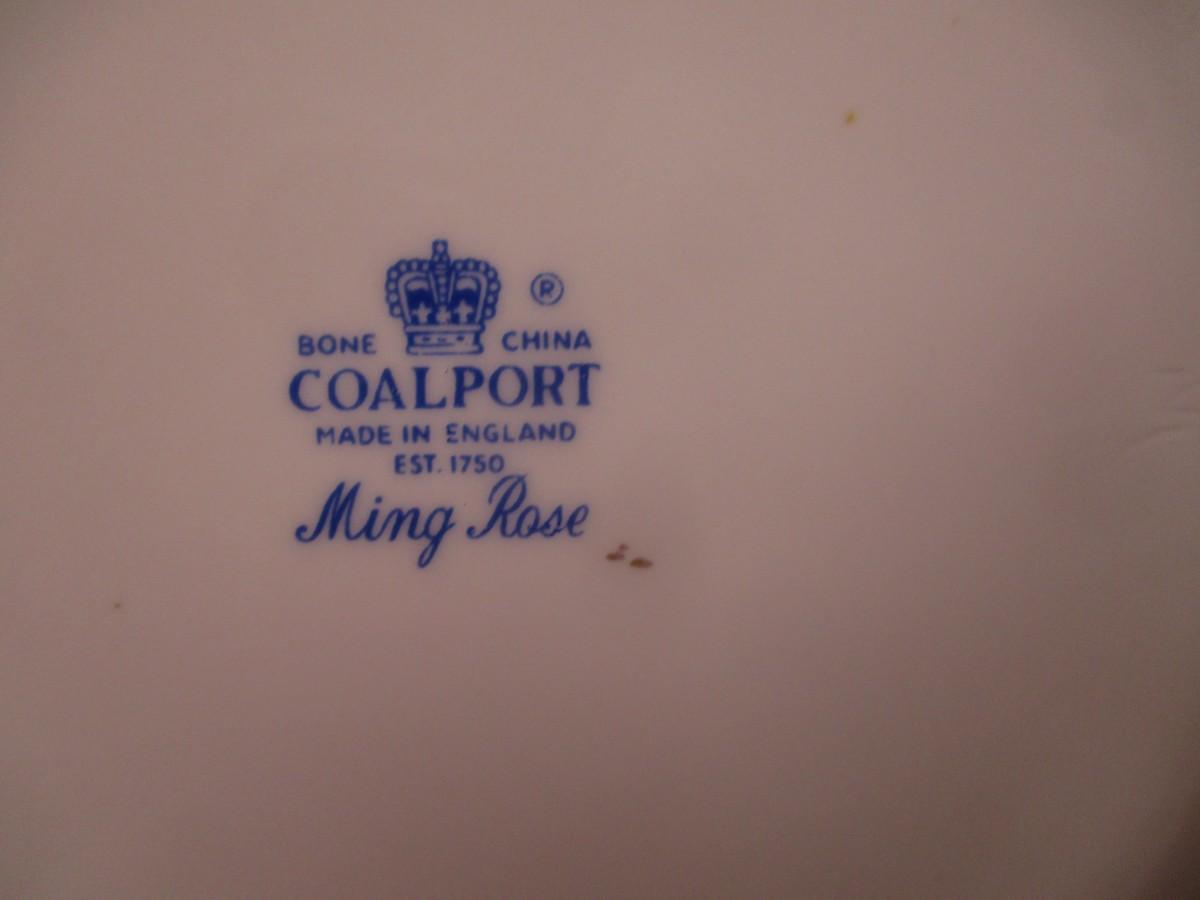 ®
BONE CHINA
COALPORT
MADE IN ENGLAND
EST. 1750
Ming Rose